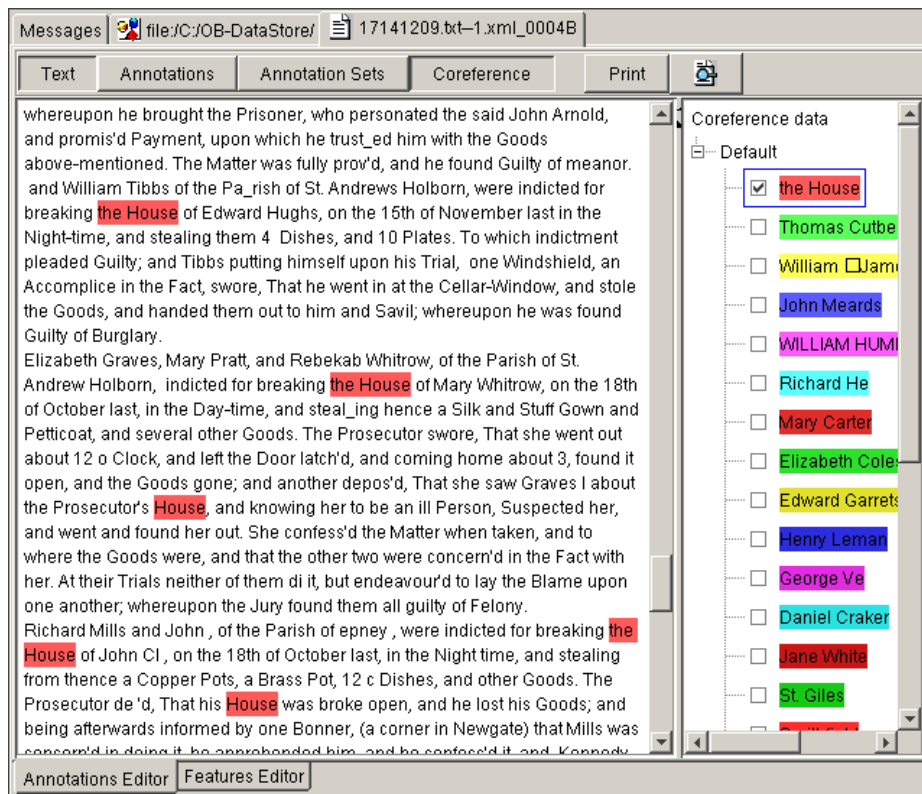 Messages file:/C:/OB-DataStore/ 17141209.txt--1.xml_0004B
Text Annotations Annotation Sets Coreference Print
whereupon he brought the Prisoner, who personated the said John Arnold,
and promis'd Payment, upon which he trust_ed him with the Goods
above-mentioned. The Matter was fully prov'd, and he found Guilty of meanor.
and William Tibbs of the Pa_rish of St. Andrews Holborn, were indicted for
breaking the House of Edward Hughs, on the 15th of November last in the
Night-time, and stealing them 4 Dishes, and 10 Plates. To which indictment
pleaded Guilty; and Tibbs putting himself upon his Trial, one Windshield, an
Accomplice in the Fact, swore, That he went in at the Cellar-Window, and stole
the Goods, and handed them out to him and Savil; whereupon he was found
Guilty of Burglary.
Elizabeth Graves, Mary Pratt, and Rebekab Whitrow, of the Parish of St.
Andrew Holborn, indicted for breaking the House of Mary Whitrow, on the 18th
of October last, in the Day-time, and steal_ing hence a Silk and Stuff Gown and
Petticoat, and several other Goods. The Prosecutor swore, That she went out
about 12 o Clock, and left the Door latch'd, and coming home about 3, found it
open, and the Goods gone; and another depos'd, That she saw Graves I about
the Prosecutor's House, and knowing her to be an ill Person, Suspected her,
and went and found her out. She confess'd the Matter when taken, and to
where the Goods were, and that the other two were concern'd in the Fact with
her. At their Trials neither of them di it, but endeavour'd to lay the Blame upon
one another; whereupon the Jury found them all guilty of Felony.
Richard Mills and John , of the Parish of epney , were indicted for breaking the
House of John Cl , on the 18th of October last, in the Night time, and stealing
from thence a Copper Pots, a Brass Pot, 12 c Dishes, and other Goods. The
Prosecutor de 'd, That his House was broke open, and he lost his Goods; and
being afterwards informed by one Bonner, (a corner in Newgate) that Mills was
concern'd in doing it, he apprehended him, and he confess'd it, and Kennedy
Coreference data
Default
the House
Thomas Cutbe
William Jam
John Meards
WILLIAM HUM
Richard He
Mary Carter
Elizabeth Coles
Edward Garrets
Henry Leman
George Ve
Daniel Craker
Jane White
St. Giles
Annotations Editor Features Editor